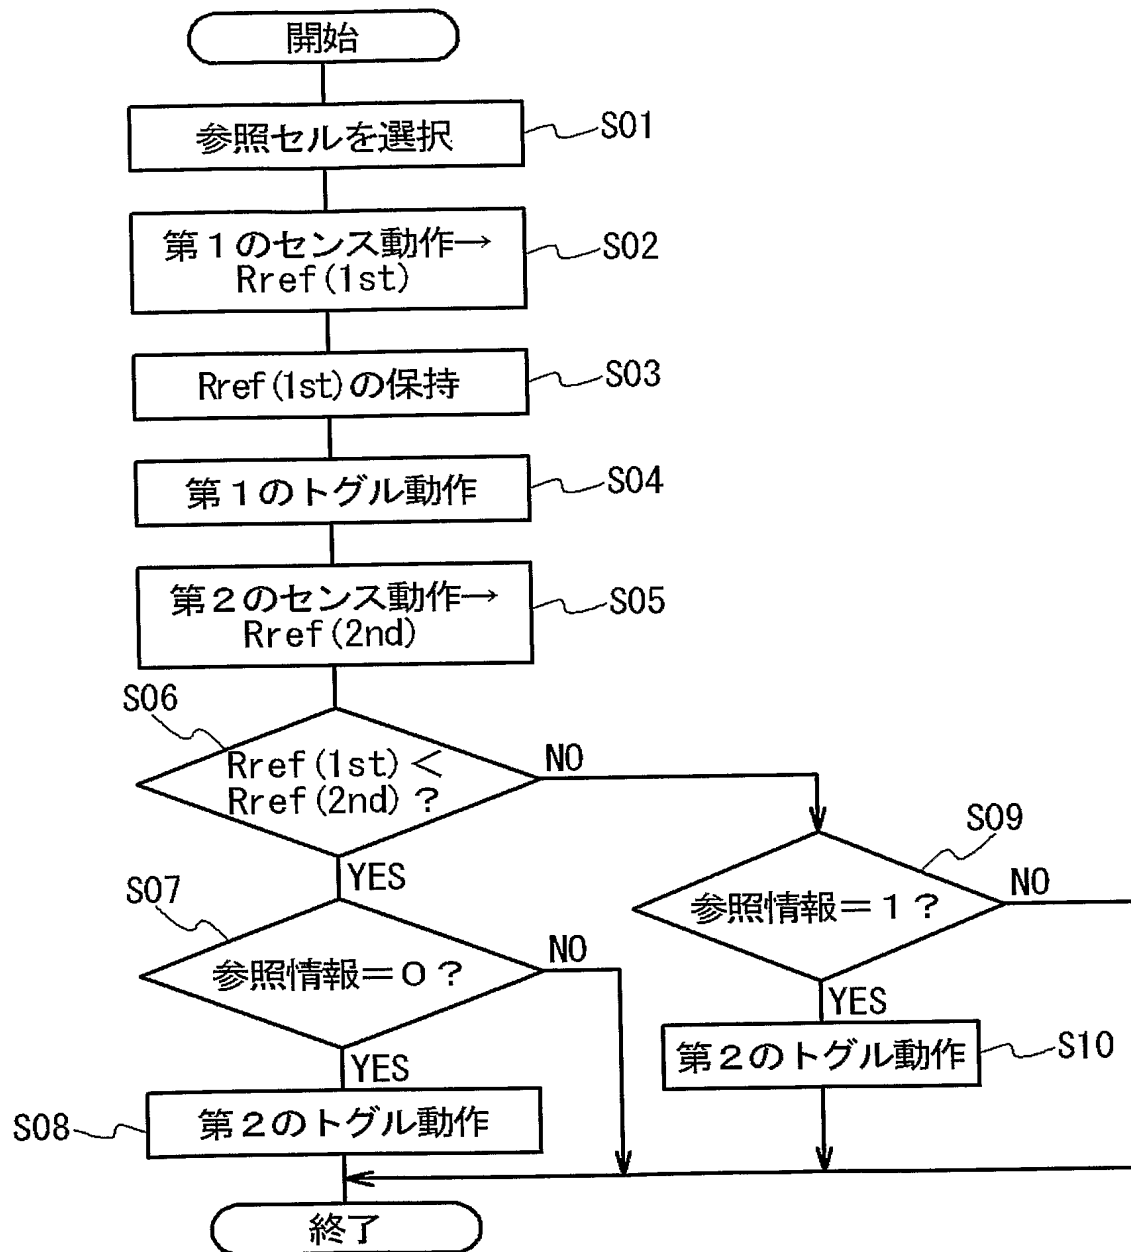 開始
参照セルを選択
S01
第1のセンス動作→
Rref(1st)
S02
Rref(1st)の保持
S03
第1のトグル動作
S04
第2のセンス動作→
Rref(2nd)
S05
S06
Rref(1st)<
Rref(2nd)?
NO
YES
S09
参照情報=1?
NO
YES
S07
参照情報=0?
NO
YES
第2のトグル動作
S10
S08
第2のトグル動作
終了